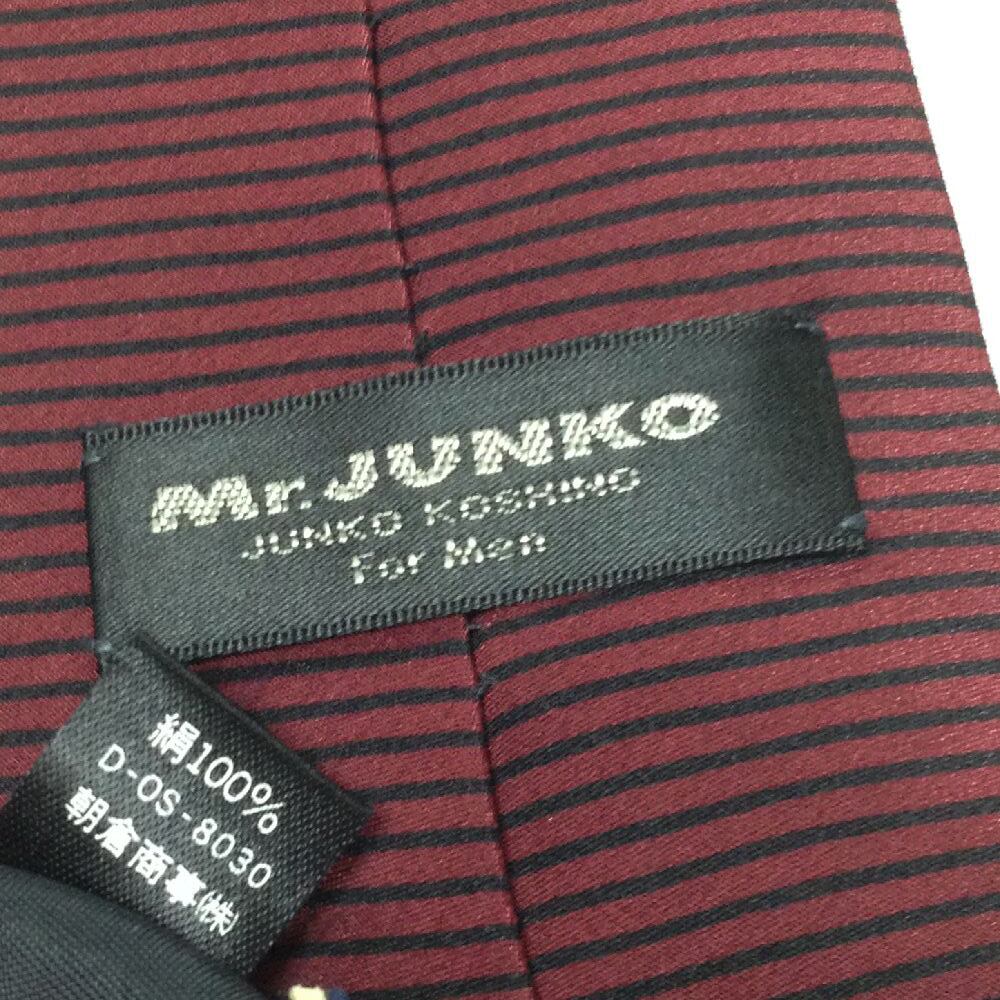 Mr.JUNKO
JUNKO KOSHINO
For Men
絹100%
D-OS-8030
朝倉商事(株)